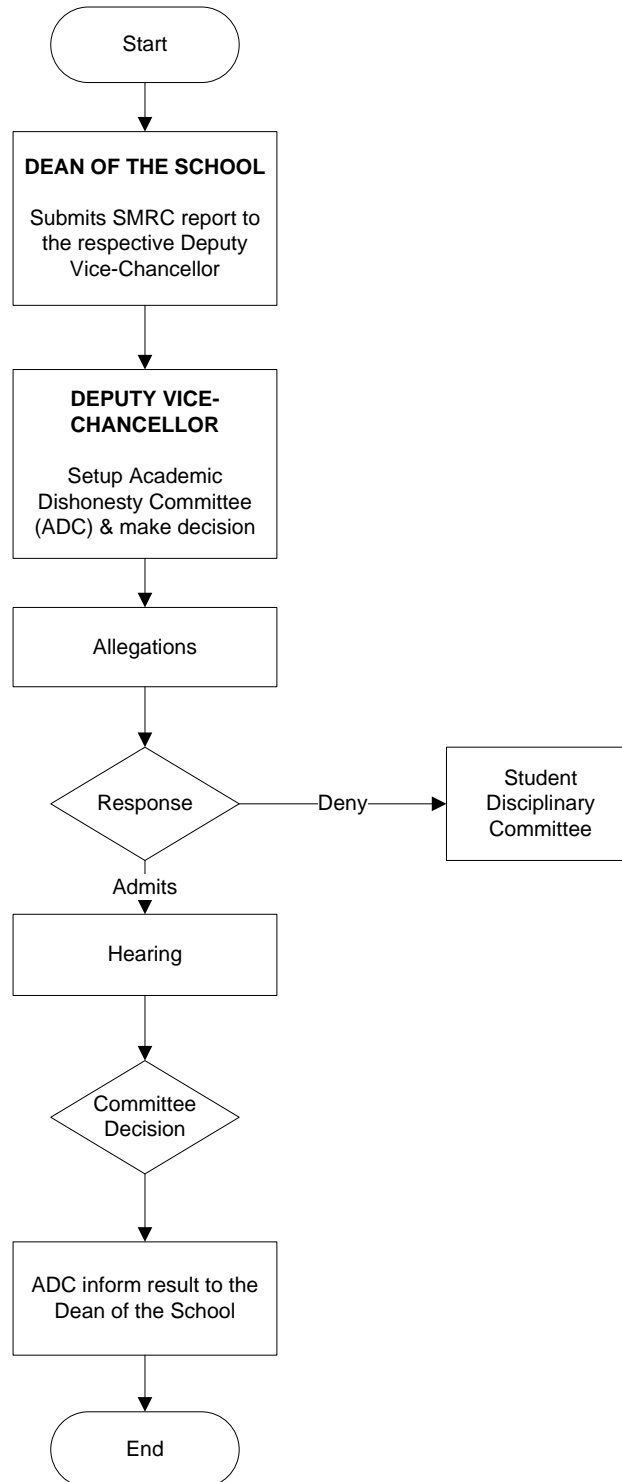 Start
DEAN OF THE SCHOOL
Submits SMRC report to
the respective Deputy
Vice-Chancellor
DEPUTY VICE-
CHANCELLOR
Setup Academic
Dishonesty Committee
(ADC) & make decision
Allegations
Response
Deny
Student
Disciplinary
Committee
Admits
Hearing
Committee
Decision
ADC inform result to the
Dean of the School
End